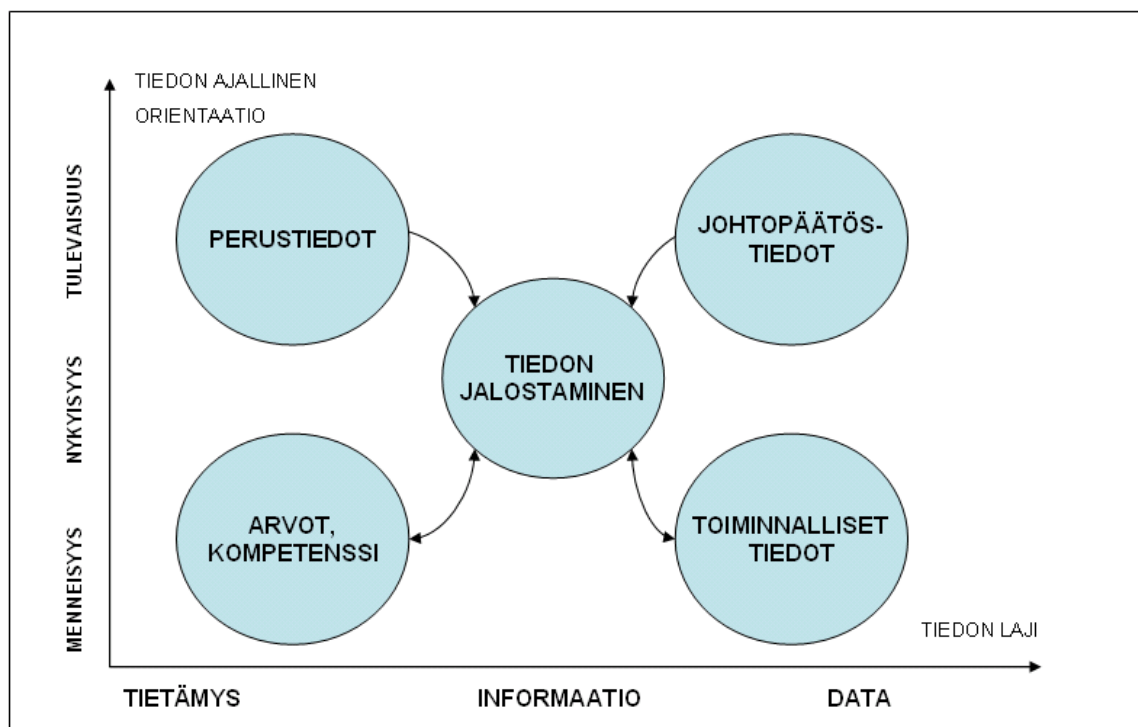 TIEDON AJALLINEN
ORIENTAATIO
TULEVAISUUS
NYKYISYYS
MENNEISYYS
PERUSTIEDOT
JOHTOPÄÄTÖS-
TIEDOT
TIEDON
JALOSTAMINEN
ARVOT,
KOMPETENSSI
TOIMINNALLISET
TIEDOT
TIEDON LAJI
TIETÄMYS
INFORMAATIO
DATA